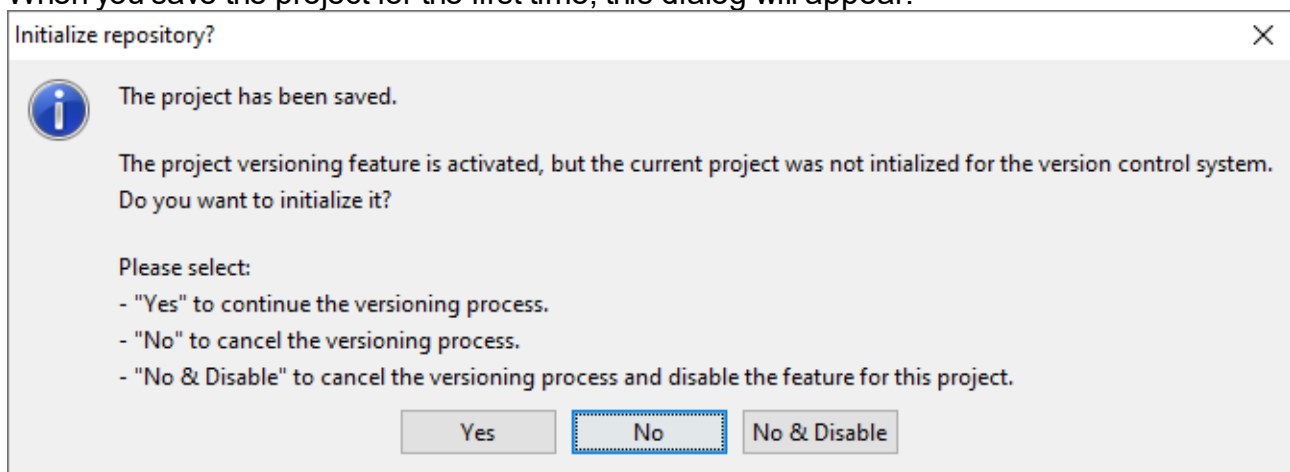 When you save the project for the first time, this dialog will appear:
Initialize repository?
The project has been saved.
The project versioning feature is activated, but the current project was not intialized for the version control system.
Do you want to initialize it?
Please select:
- "Yes" to continue the versioning process.
- "No" to cancel the versioning process.
- "No & Disable" to cancel the versioning process and disable the feature for this project.
Yes
No
No & Disable